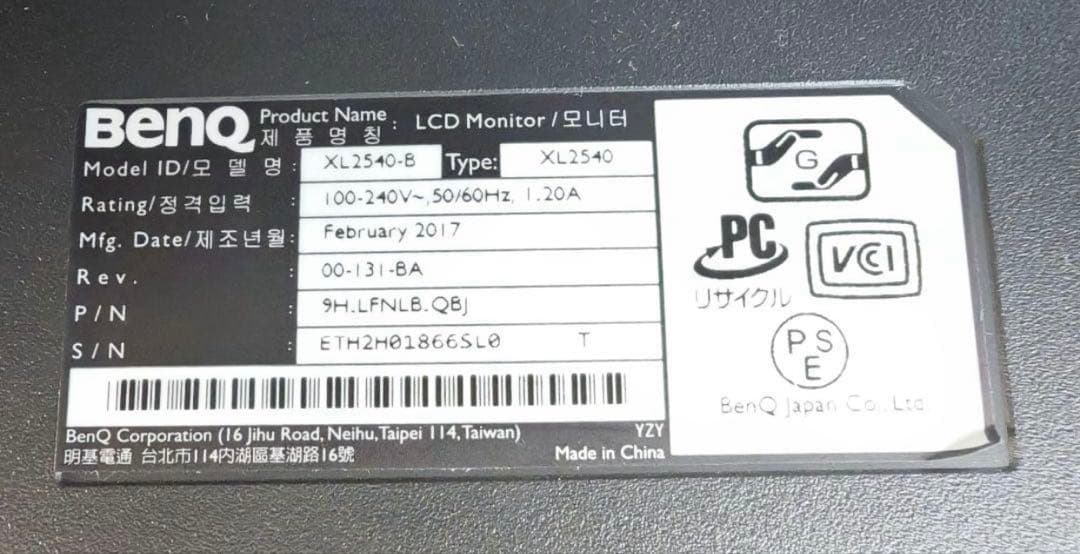 BenQ
Product Name : LCD Monitor / 모니터
제 품 명 칭
Model ID/모 델 명 : XL2540-B Type: XL2540
Rating/정격입력 : 100-240V~, 50/60Hz, 1.20A
Mfg. Date/제조년월: February 2017
Rev. : 00-131-BA
P/N : 9H.LFNLB.QBJ
S/N : ETH2H01866SL0 T
BenQ Corporation (16 Jihu Road, Neihu, Taipei 114, Taiwan) YZY
明基電通 台北市114內湖區基湖路16號 Made in China
G
PC
リサイクル
VCCI
PSE
BenQ Japan Co., Ltd.